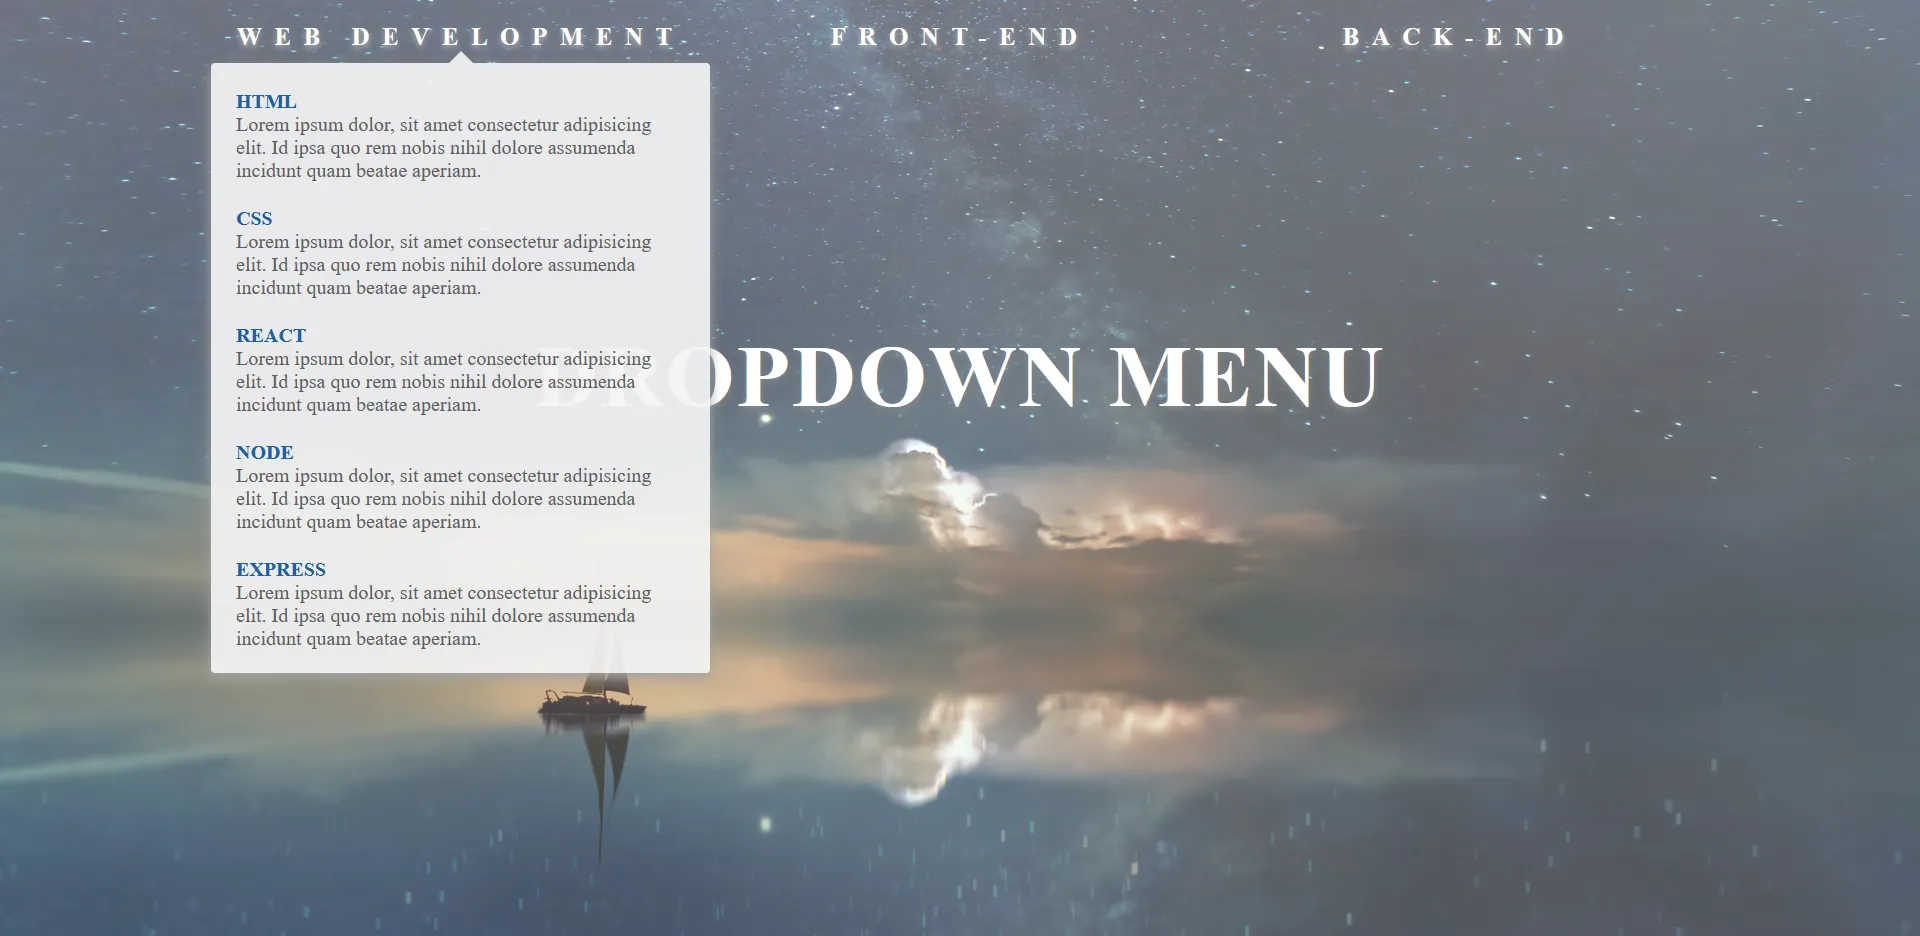 WEB DEVELOPMENT FRONT-END BACK-END
HTML
Lorem ipsum dolor, sit amet consectetur adipisicing
elit. Id ipsa quo rem nobis nihil dolore assumenda
incidunt quam beatae aperiam.
CSS
Lorem ipsum dolor, sit amet consectetur adipisicing
elit. Id ipsa quo rem nobis nihil dolore assumenda
incidunt quam beatae aperiam.
REACT
Lorem ipsum dolor, sit amet consectetur adipisicing
elit. Id ipsa quo rem nobis nihil dolore assumenda
incidunt quam beatae aperiam.
NODE
Lorem ipsum dolor, sit amet consectetur adipisicing
elit. Id ipsa quo rem nobis nihil dolore assumenda
incidunt quam beatae aperiam.
EXPRESS
Lorem ipsum dolor, sit amet consectetur adipisicing
elit. Id ipsa quo rem nobis nihil dolore assumenda
incidunt quam beatae aperiam.
DROPDOWN MENU